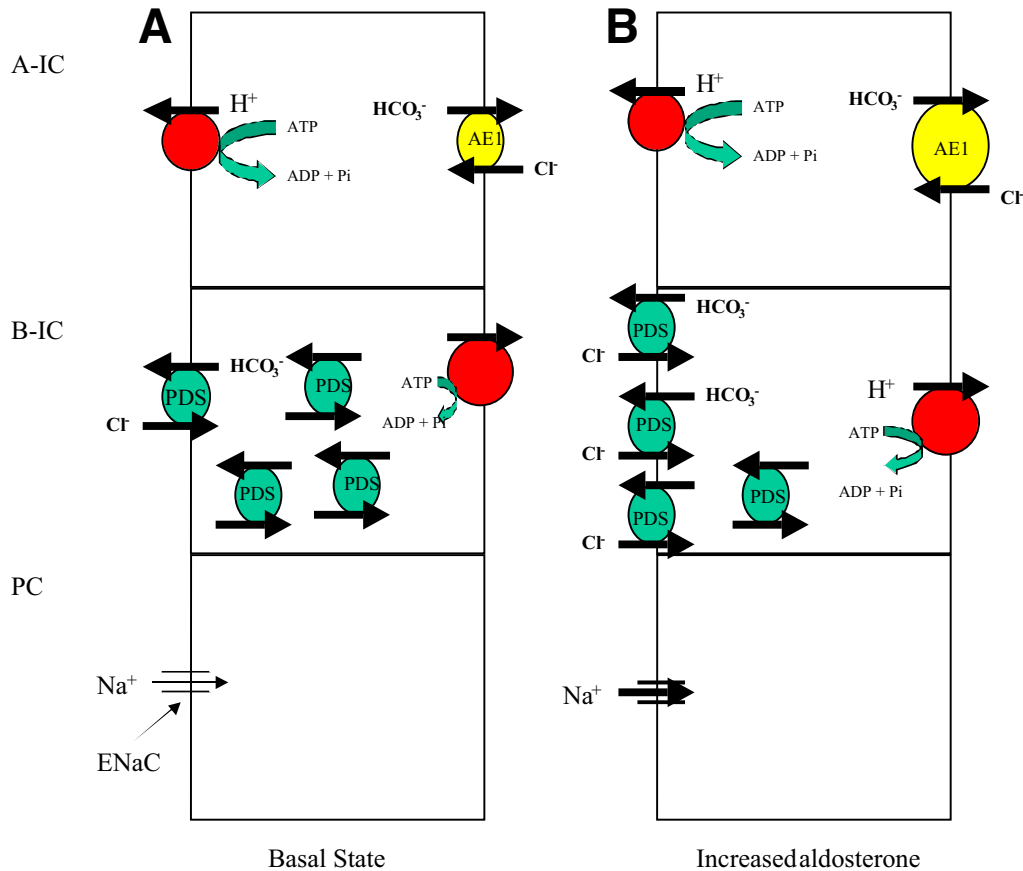 A
B
A-IC
H⁺
ATP
ADP + Pi
HCO₃⁻
AE1
Cl⁻
H⁺
ATP
ADP + Pi
HCO₃⁻
AE1
Cl⁻
B-IC
HCO₃⁻
PDS
Cl⁻
PDS
PDS
PDS
ATP
ADP + Pi
HCO₃⁻
PDS
Cl⁻
HCO₃⁻
PDS
Cl⁻
PDS
Cl⁻
PDS
H⁺
ATP
ADP + Pi
PC
Na⁺
ENaC
Na⁺
Basal State
Increased aldosterone